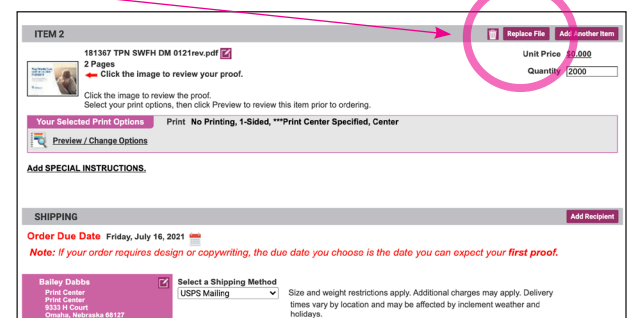 ITEM 2
Replace File
Add Another Item
181367 TPN SWFH DM 0121rev.pdf
Unit Price $0.000
2 Pages
Click the image to review your proof.
Quantity 2000
Click the image to review the proof.
Select your print options, then click Preview to review this item prior to ordering.
Your Selected Print Options Print No Printing, 1-Sided, ***Print Center Specified, Center
Preview / Change Options
Add SPECIAL INSTRUCTIONS.
SHIPPING
Add Recipient
Order Due Date Friday, July 16, 2021
Note: If your order requires design or copywriting, the due date you choose is the date you can expect your first proof.
Bailey Dabbs
Print Center
Print Center
9333 H Court
Omaha, Nebraska 68127
Select a Shipping Method
USPS Mailing
Size and weight restrictions apply. Additional charges may apply. Delivery
times vary by location and may be affected by inclement weather and
holidays.